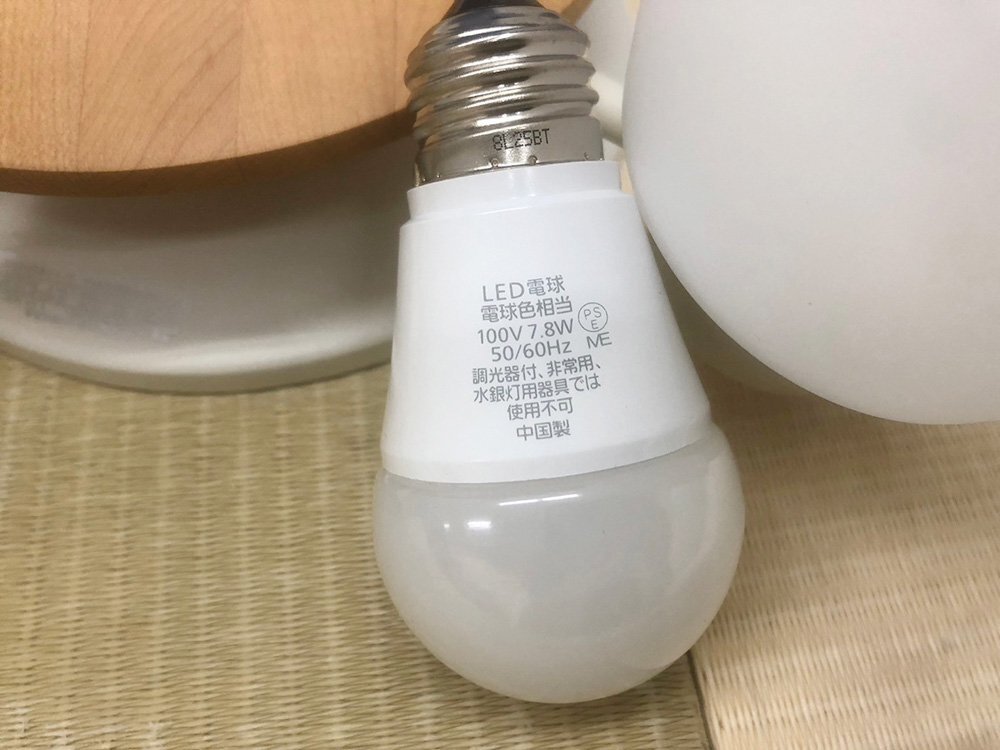 8L25BT
LED電球
電球色相当
100V 7.8W
50/60Hz
PS
E
ME
調光器付、非常用、
水銀灯用器具では
使用不可
中国製